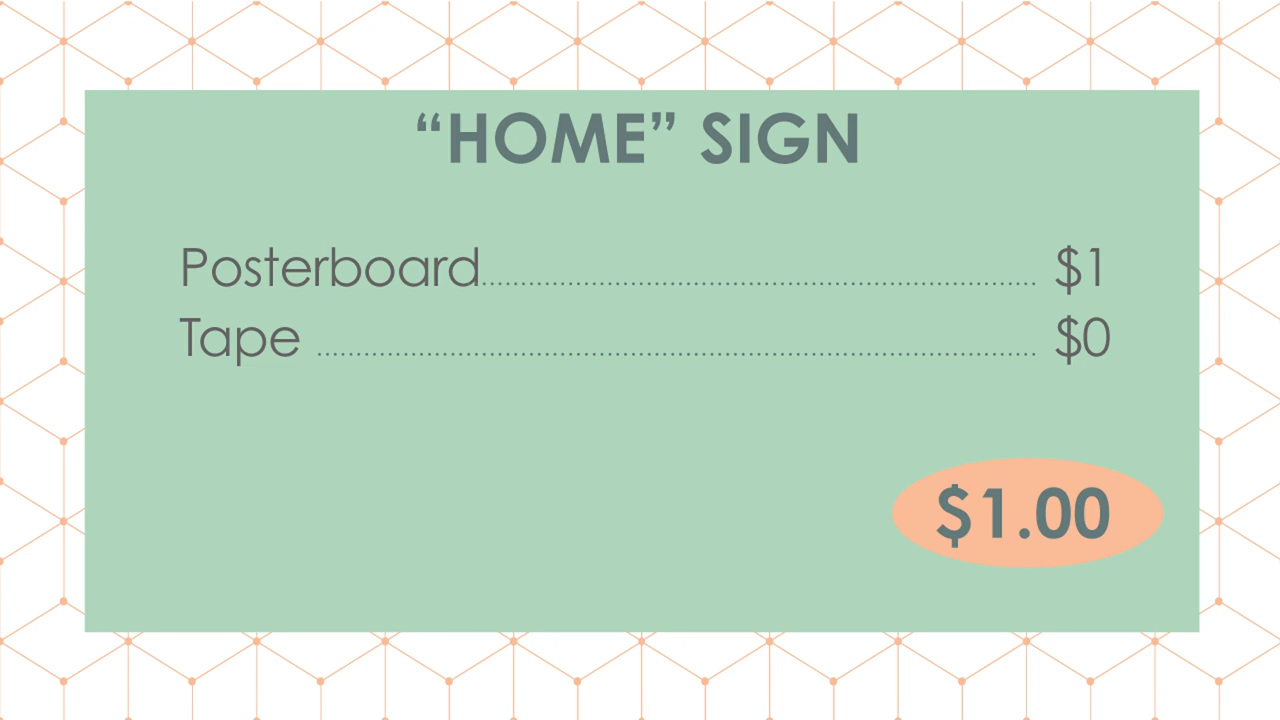 “HOME” SIGN
Posterboard........................................................... $1
Tape ............................................................................ $0
$1.00